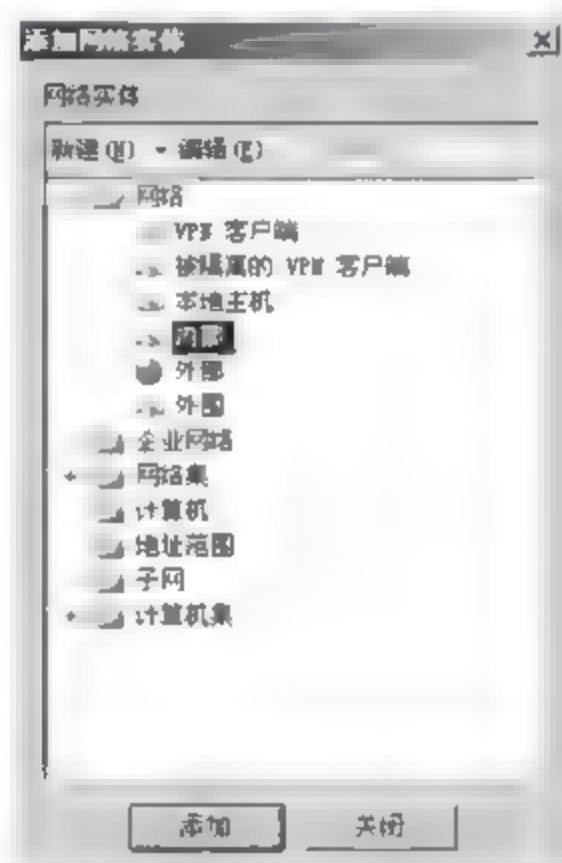 添加网络实体
网络实体
新建(N) - 编辑(E)
网络
VPN 客户端
被隔离的 VPN 客户端
本地主机
内部
外部
外围
企业网络
网络集
计算机
地址范围
子网
计算机集
添加
关闭